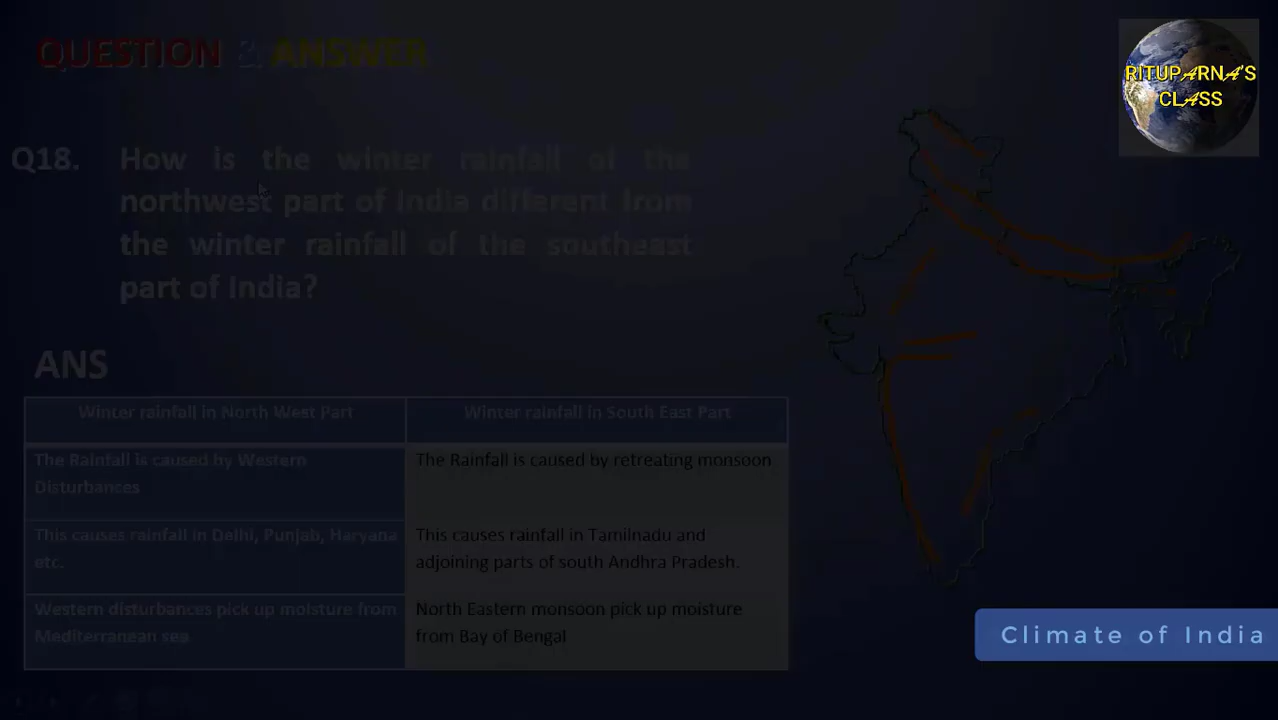 QUESTION & ANSWER
RITUPARNA'S
CLASS
Q18. How is the winter rainfall of the
northwest part of India different from
the winter rainfall of the southeast
part of India?
ANS
Winter rainfall in North West Part
Winter rainfall in South East Part
The Rainfall is caused by Western
Disturbances
The Rainfall is caused by retreating monsoon
This causes rainfall in Delhi, Punjab, Haryana
etc.
This causes rainfall in Tamilnadu and
adjoining parts of south Andhra Pradesh.
Western disturbances pick up moisture from
Mediterranean sea
North Eastern monsoon pick up moisture
from Bay of Bengal
Climate of India